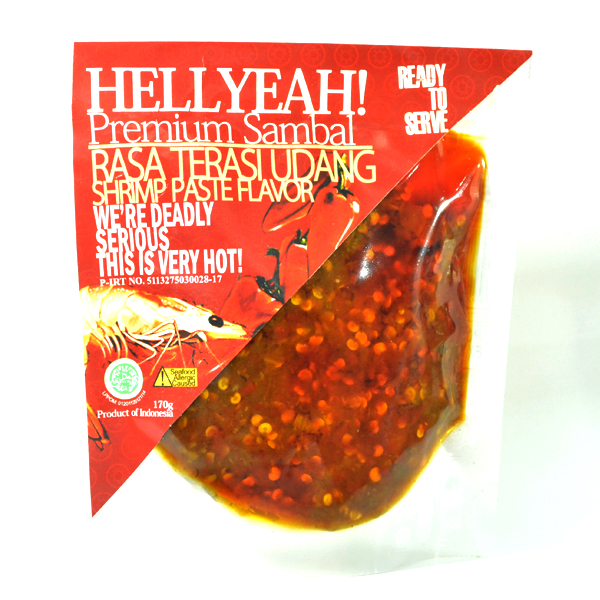 HELLYEAH!
Premium Sambal
RASA TERASI UDANG
SHRIMP PASTE FLAVOR
WE'RE DEADLY
SERIOUS
THIS IS VERY HOT!
P-IRT NO. 5113275030028-17
READY
TO
SERVE
Seafood
Allergic
Caused
170g
Product of Indonesia